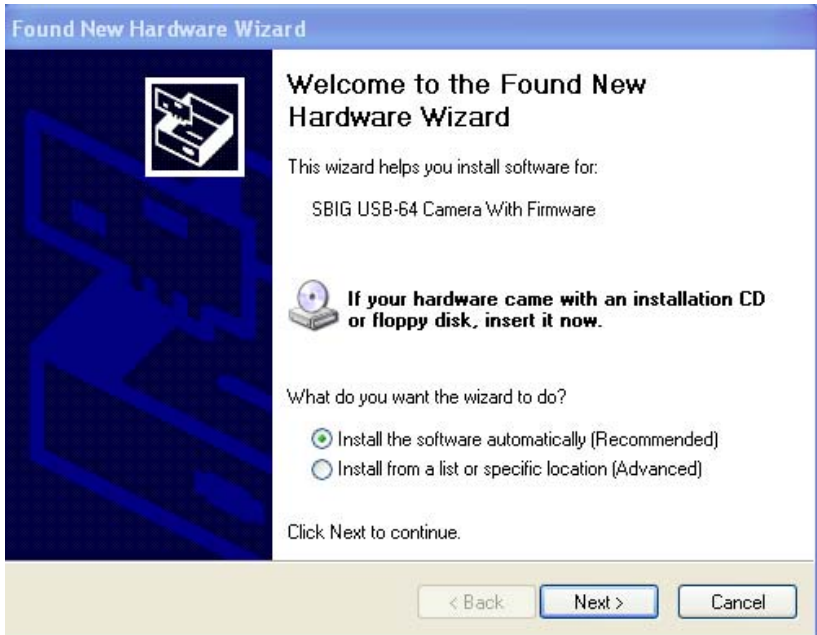 Found New Hardware Wizard
Welcome to the Found New
Hardware Wizard
This wizard helps you install software for:
SBIG USB-64 Camera With Firmware
If your hardware came with an installation CD
or floppy disk, insert it now.
What do you want the wizard to do?
Install the software automatically (Recommended)
Install from a list or specific location (Advanced)
Click Next to continue.
< Back
Next >
Cancel